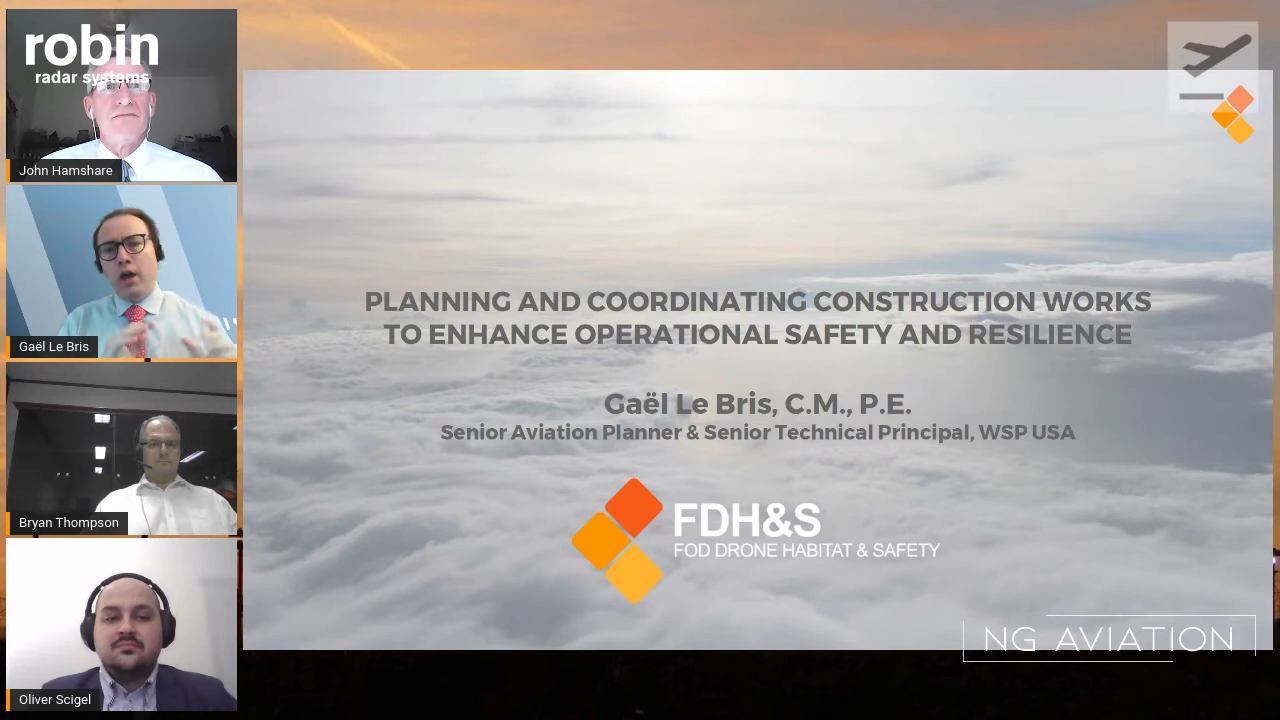 robin
radar systems
John Hamshare
Gaël Le Bris
Bryan Thompson
Oliver Scigel
PLANNING AND COORDINATING CONSTRUCTION WORKS
TO ENHANCE OPERATIONAL SAFETY AND RESILIENCE
Gaël Le Bris, C.M., P.E.
Senior Aviation Planner & Senior Technical Principal, WSP USA
FDH&S
FOD DRONE HABITAT & SAFETY
NG AVIATION